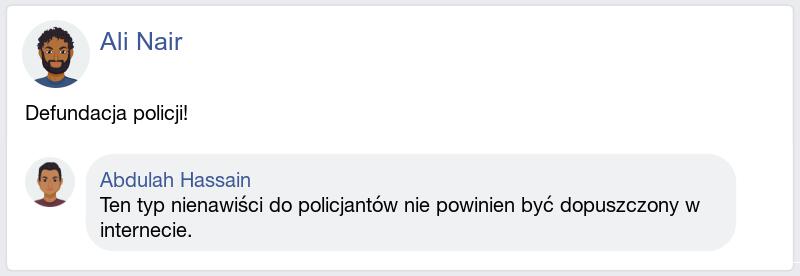 Ali Nair
Defundacja policji!
Abdulah Hassain
Ten typ nienawiści do policjantów nie powinien być dopuszczony w
internecie.